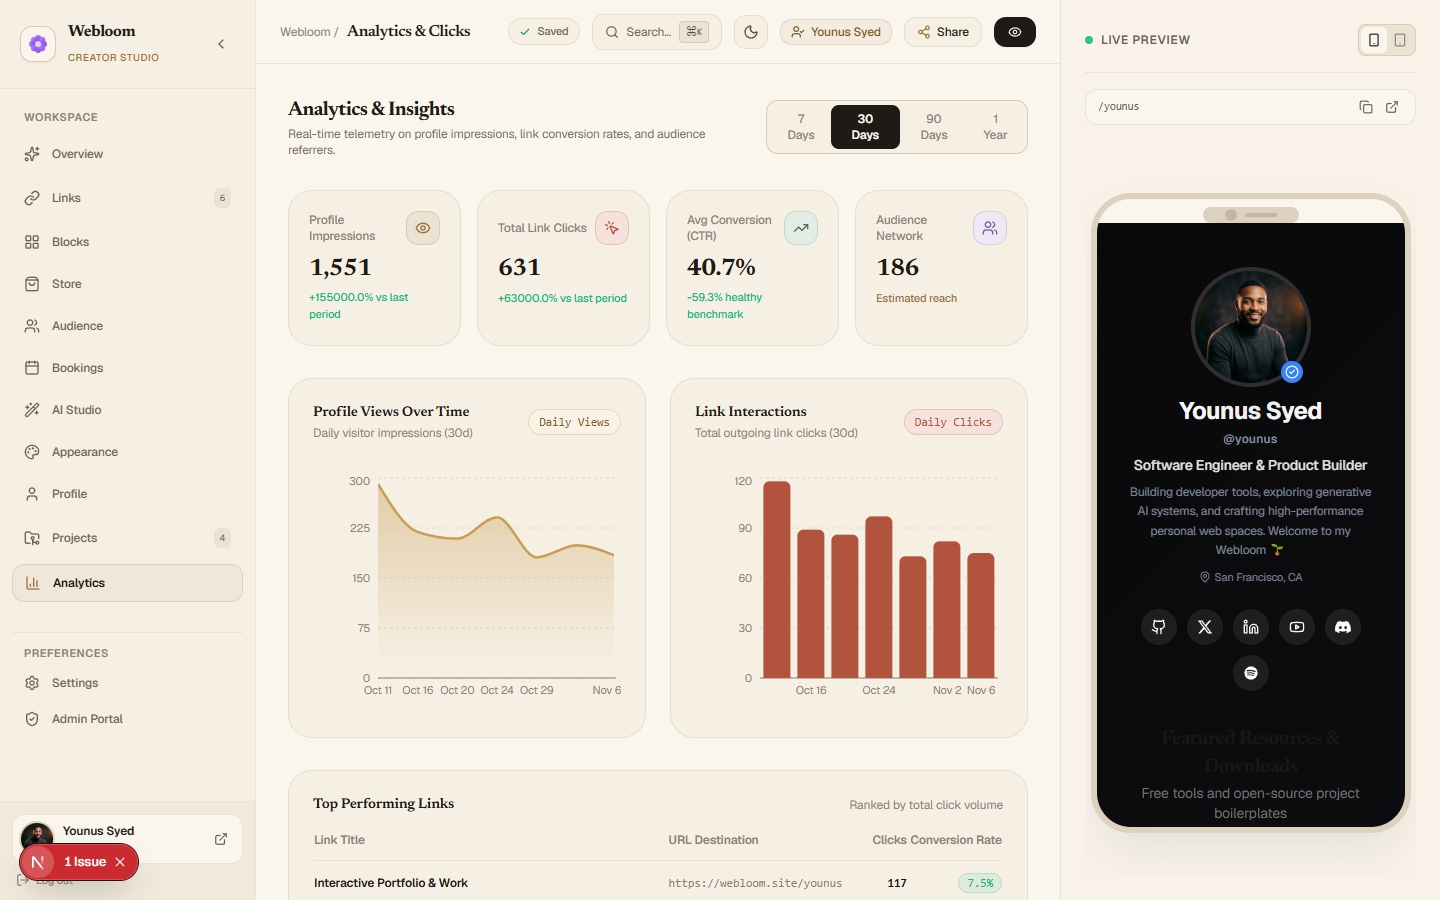 Webloom
CREATOR STUDIO
WORKSPACE
Overview
Links 6
Blocks
Store
Audience
Bookings
AI Studio
Appearance
Profile
Projects 4
Analytics
PREFERENCES
Settings
Admin Portal
Younus Syed
N 1 Issue
Log out
Webloom / Analytics & Clicks
Saved
Search... ⌘K
Younus Syed
Share
Analytics & Insights
Real-time telemetry on profile impressions, link conversion rates, and audience
referrers.
7 Days
30 Days
90 Days
1 Year
Profile Impressions
1,551
+155000.0% vs last
period
Total Link Clicks
631
+63000.0% vs last period
Avg Conversion
(CTR)
40.7%
-59.3% healthy
benchmark
Audience
Network
186
Estimated reach
Profile Views Over Time
Daily visitor impressions (30d)
Daily Views
300
225
150
75
0
Oct 11 Oct 16 Oct 20 Oct 24 Oct 29 Nov 6
Link Interactions
Total outgoing link clicks (30d)
Daily Clicks
120
90
60
30
0
Oct 16 Oct 24 Nov 2 Nov 6
Top Performing Links
Ranked by total click volume
Link Title URL Destination Clicks Conversion Rate
Interactive Portfolio & Work https://webloom.site/younus 117 7.5%
LIVE PREVIEW
/younus
Younus Syed
@younus
Software Engineer & Product Builder
Building developer tools, exploring generative
AI systems, and crafting high-performance
personal web spaces. Welcome to my
Webloom
San Francisco, CA
Featured Resources &
Downloads
Free tools and open-source project
boilerplates